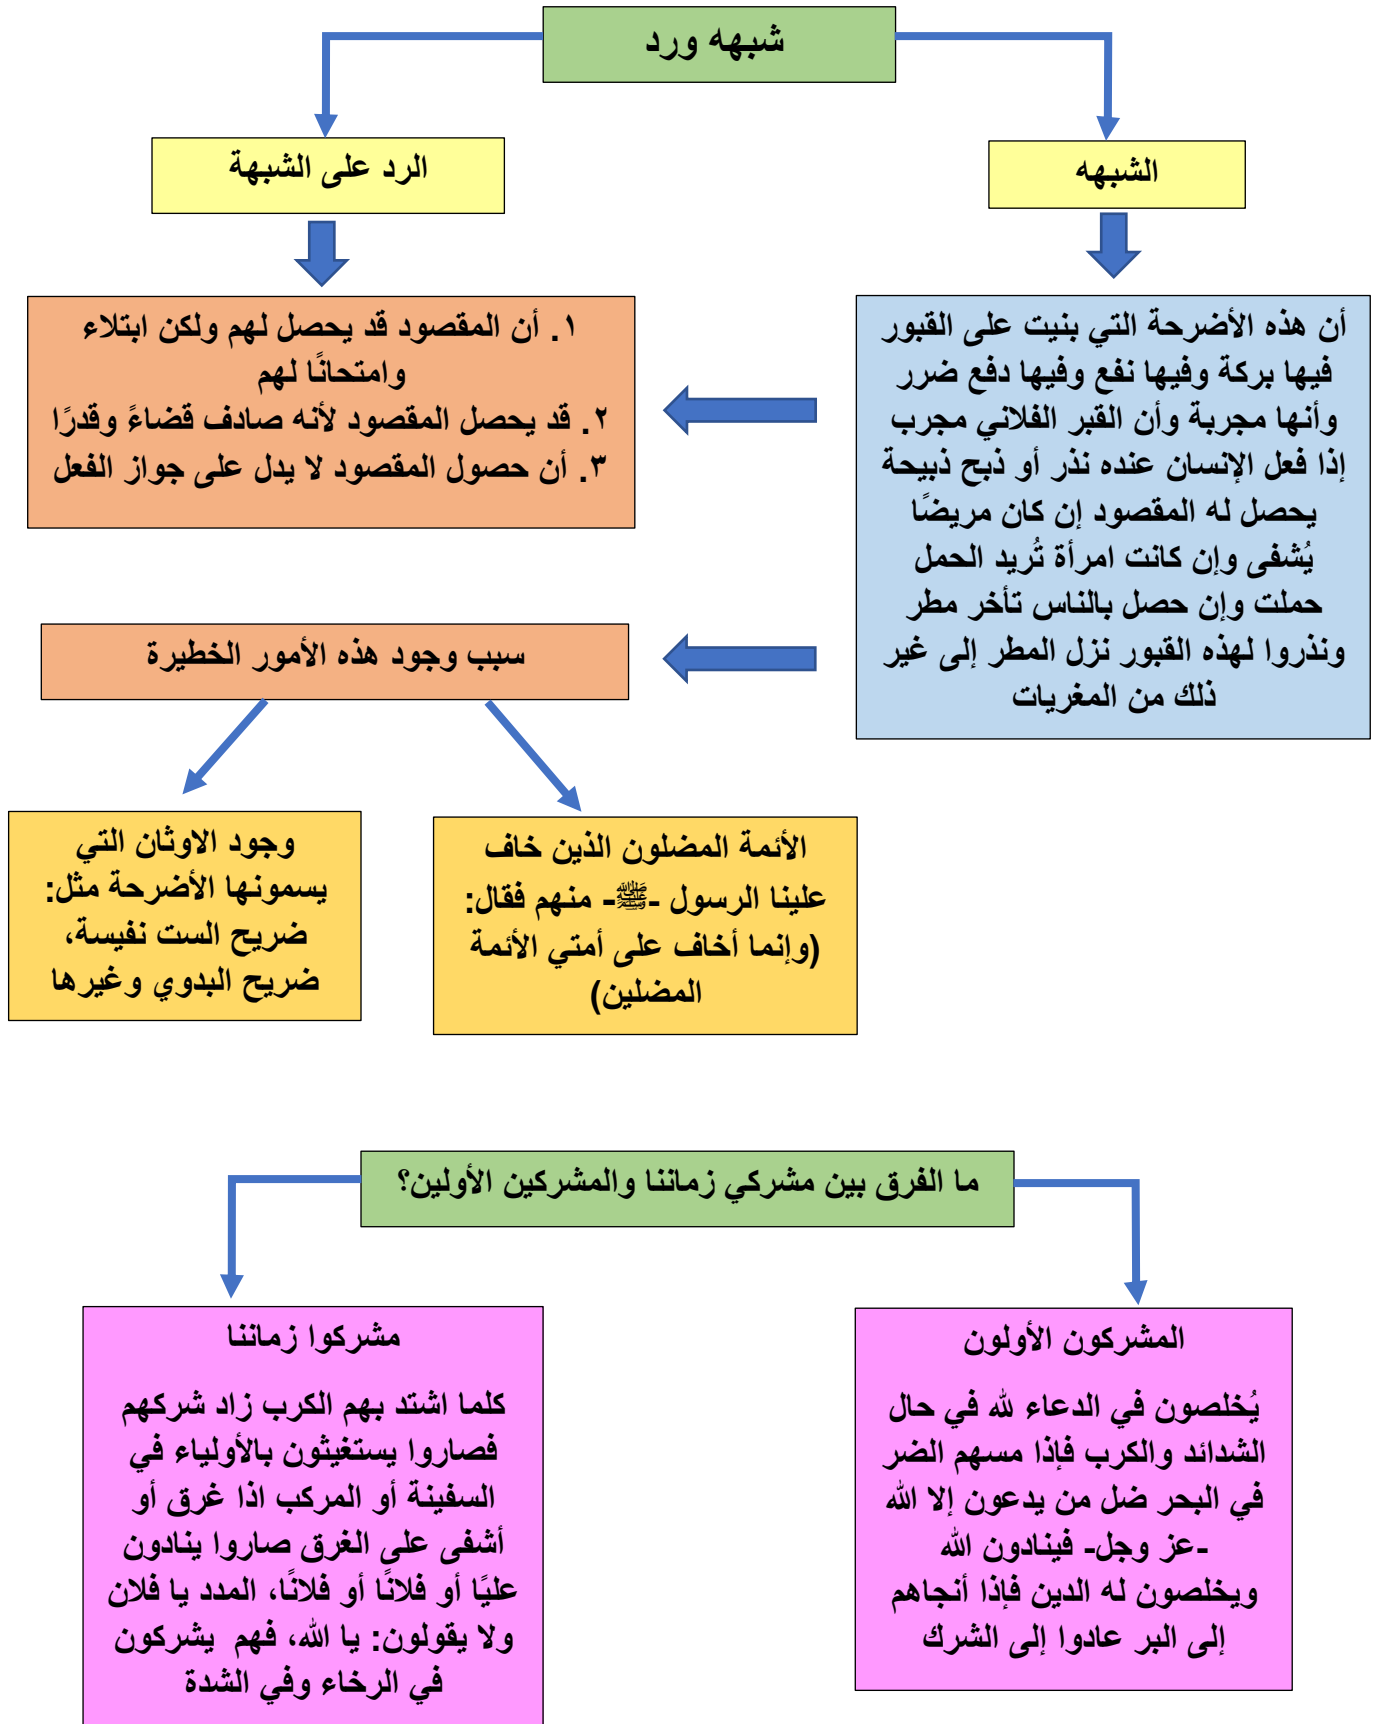 شبهه ورد
الشبهه
الرد على الشبهة
أن هذه الأضرحة التي بنيت على القبور
فيها بركة وفيها نفع وفيها دفع ضرر
وأنها مجربة وأن القبر الفلاني مجرب
إذا فعل الإنسان عنده نذر أو ذبح ذبيحة
يحصل له المقصود إن كان مريضًا
يُشفى وإن كانت امرأة تُريد الحمل
حملت وإن حصل بالناس تأخر مطر
ونذروا لهذه القبور نزل المطر إلى غير
ذلك من المغريات
١. أن المقصود قد يحصل لهم ولكن ابتلاء
وامتحانًا لهم
٢. قد يحصل المقصود لأنه صادف قضاءً وقدرًا
٣. أن حصول المقصود لا يدل على جواز الفعل
سبب وجود هذه الأمور الخطيرة
الأئمة المضلون الذين خاف
علينا الرسول -ﷺ- منهم فقال:
(وإنما أخاف على أمتي الأئمة
المضلين)
وجود الاوثان التي
يسمونها الأضرحة مثل:
ضريح الست نفيسة،
ضريح البدوي وغيرها
ما الفرق بين مشركي زماننا والمشركين الأولين؟
المشركون الأولون
يُخلصون في الدعاء لله في حال
الشدائد والكرب فإذا مسهم الضر
في البحر ضل من يدعون إلا الله
-عز وجل- فينادون الله
ويخلصون له الدين فإذا أنجاهم
إلى البر عادوا إلى الشرك
مشركوا زماننا
كلما اشتد بهم الكرب زاد شركهم
فصاروا يستغيثون بالأولياء في
السفينة أو المركب اذا غرق أو
أشفى على الغرق صاروا ينادون
عليًا أو فلانًا أو فلانًا، المدد يا فلان
ولا يقولون: يا الله، فهم يشركون
في الرخاء وفي الشدة